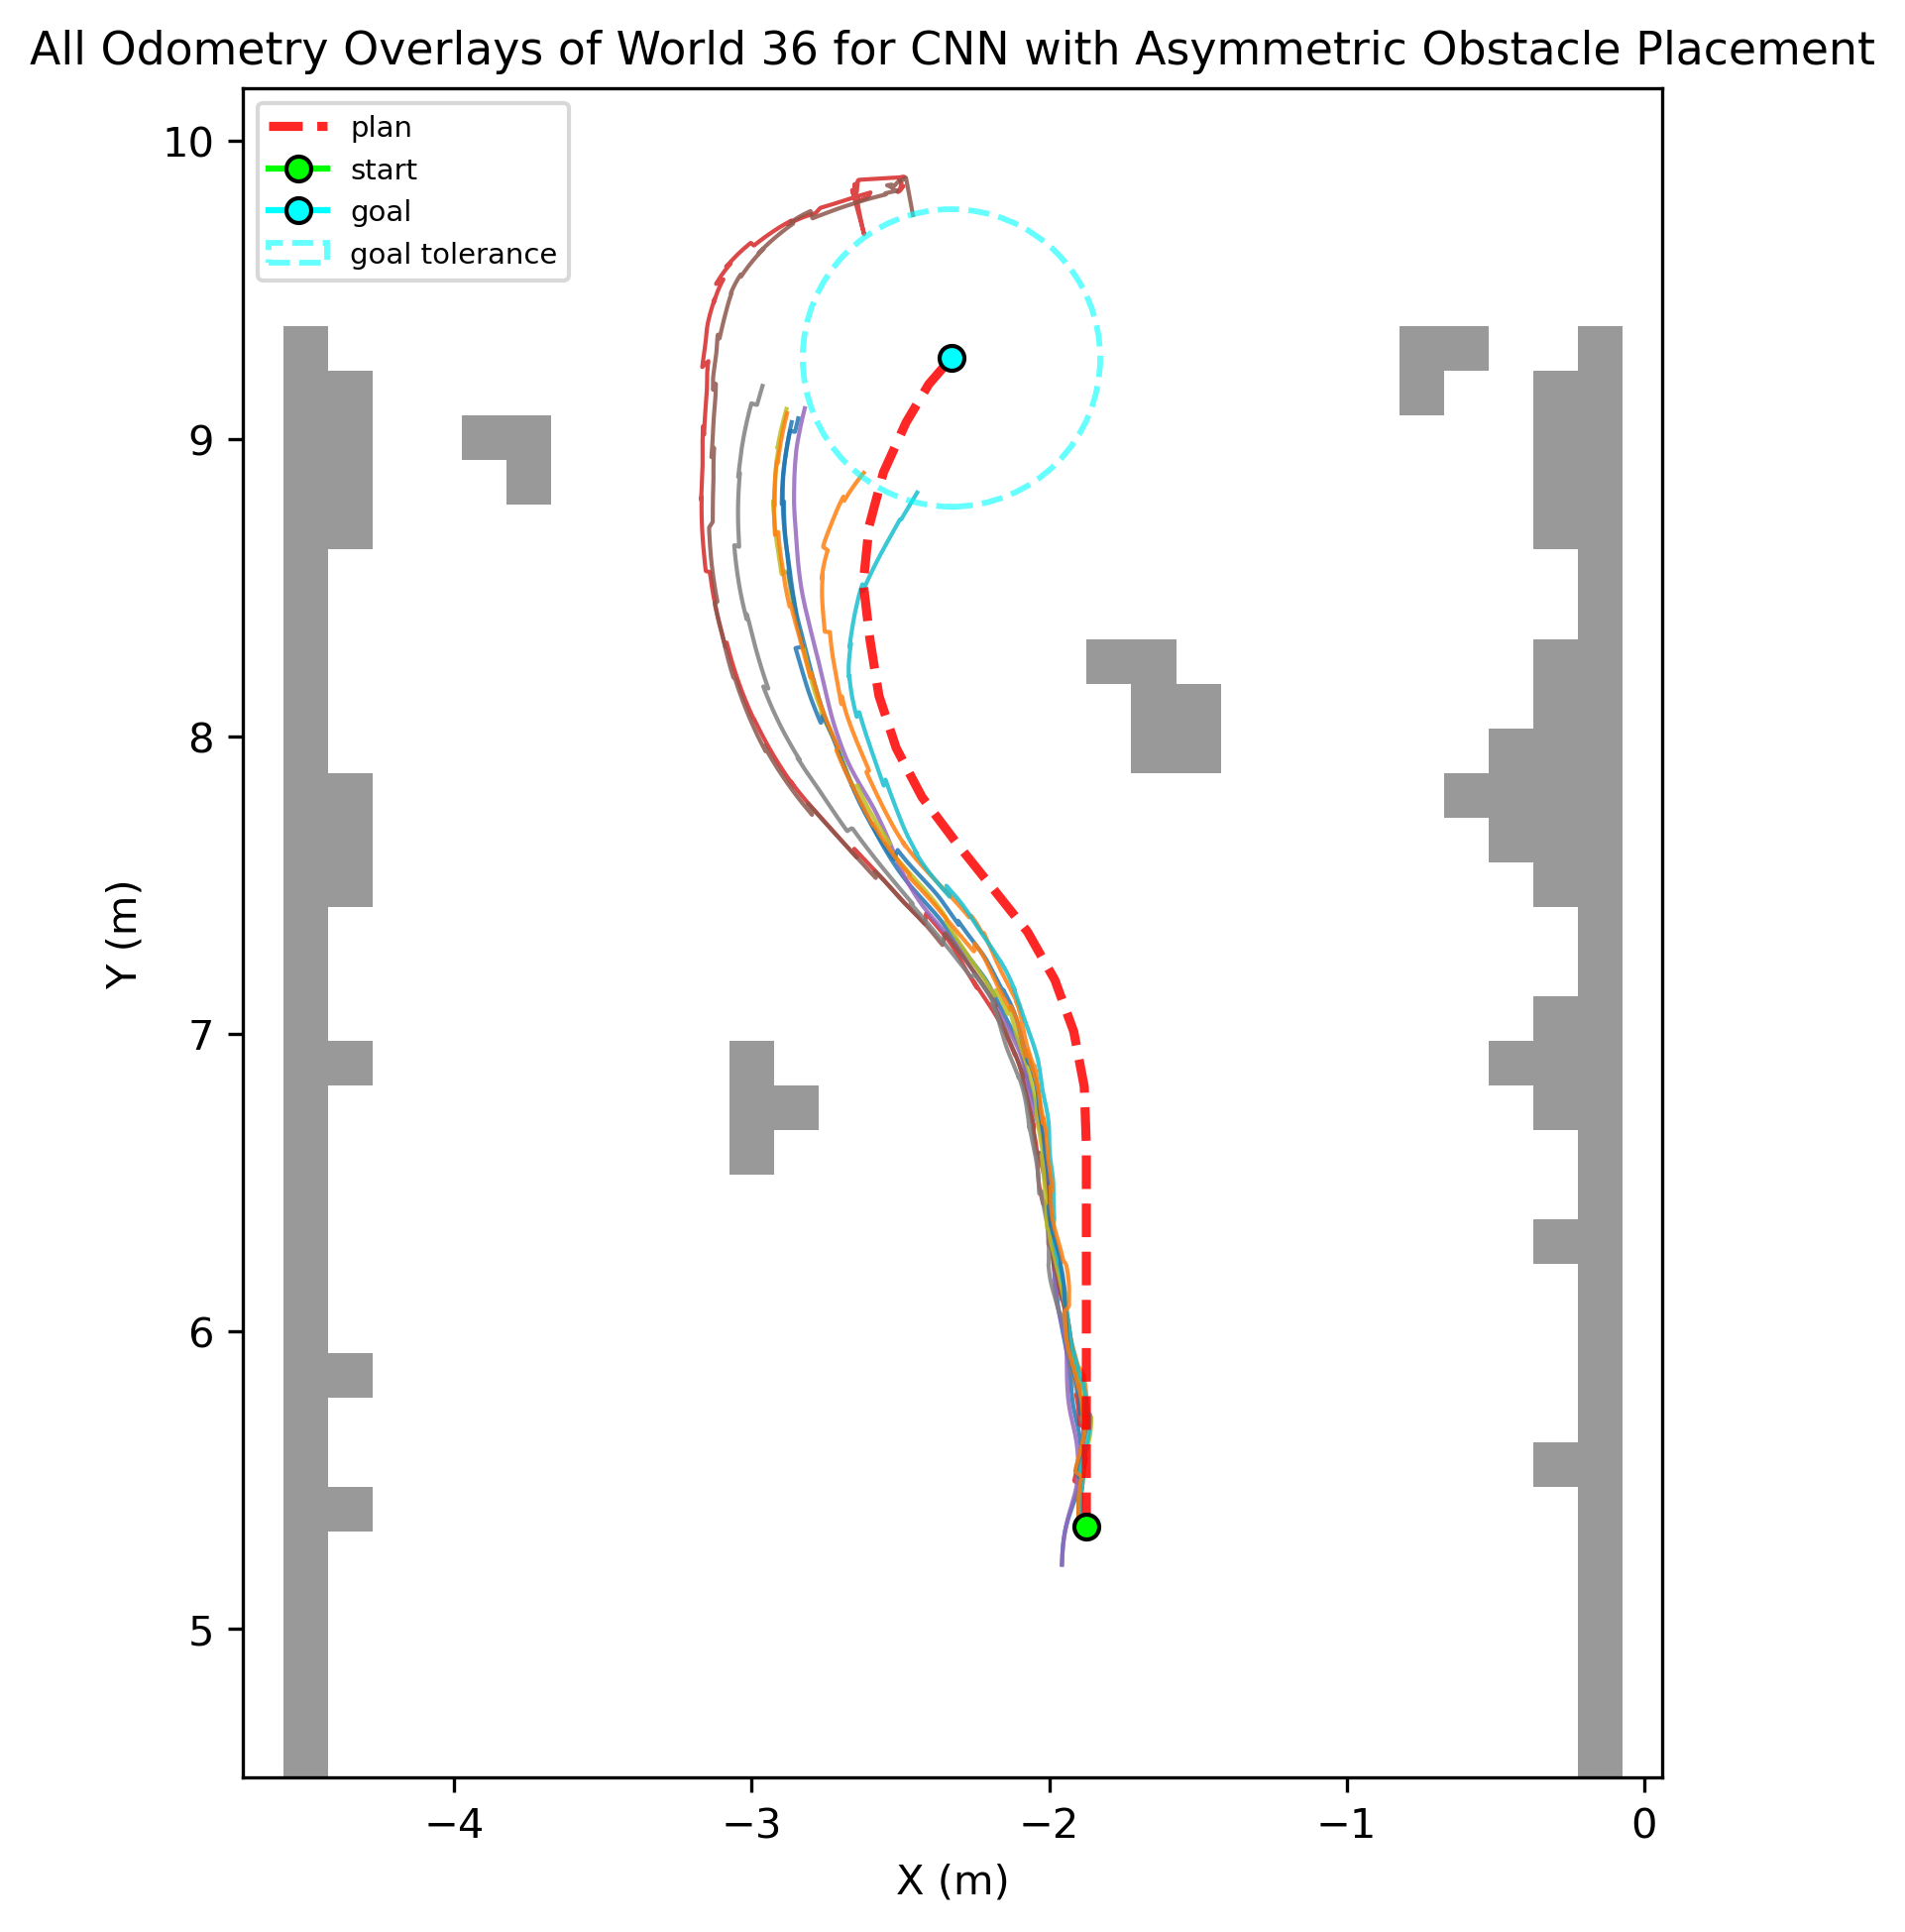 All Odometry Overlays of World 36 for CNN with Asymmetric Obstacle Placement
plan
start
goal
goal tolerance
10
9
8
7
6
5
Y (m)
−4
−3
−2
−1
0
X (m)